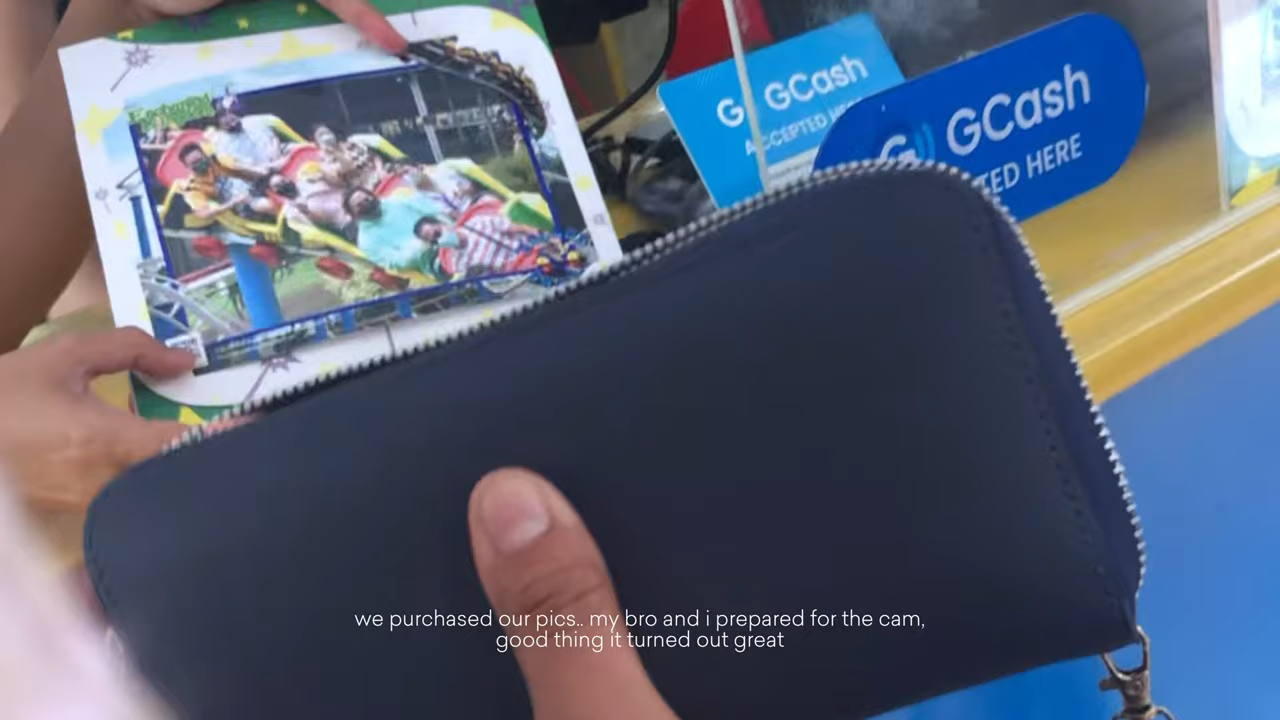 GCash
ACCEPTED
GCash
TED HERE
we purchased our pics.. my bro and i prepared for the cam,
good thing it turned out great